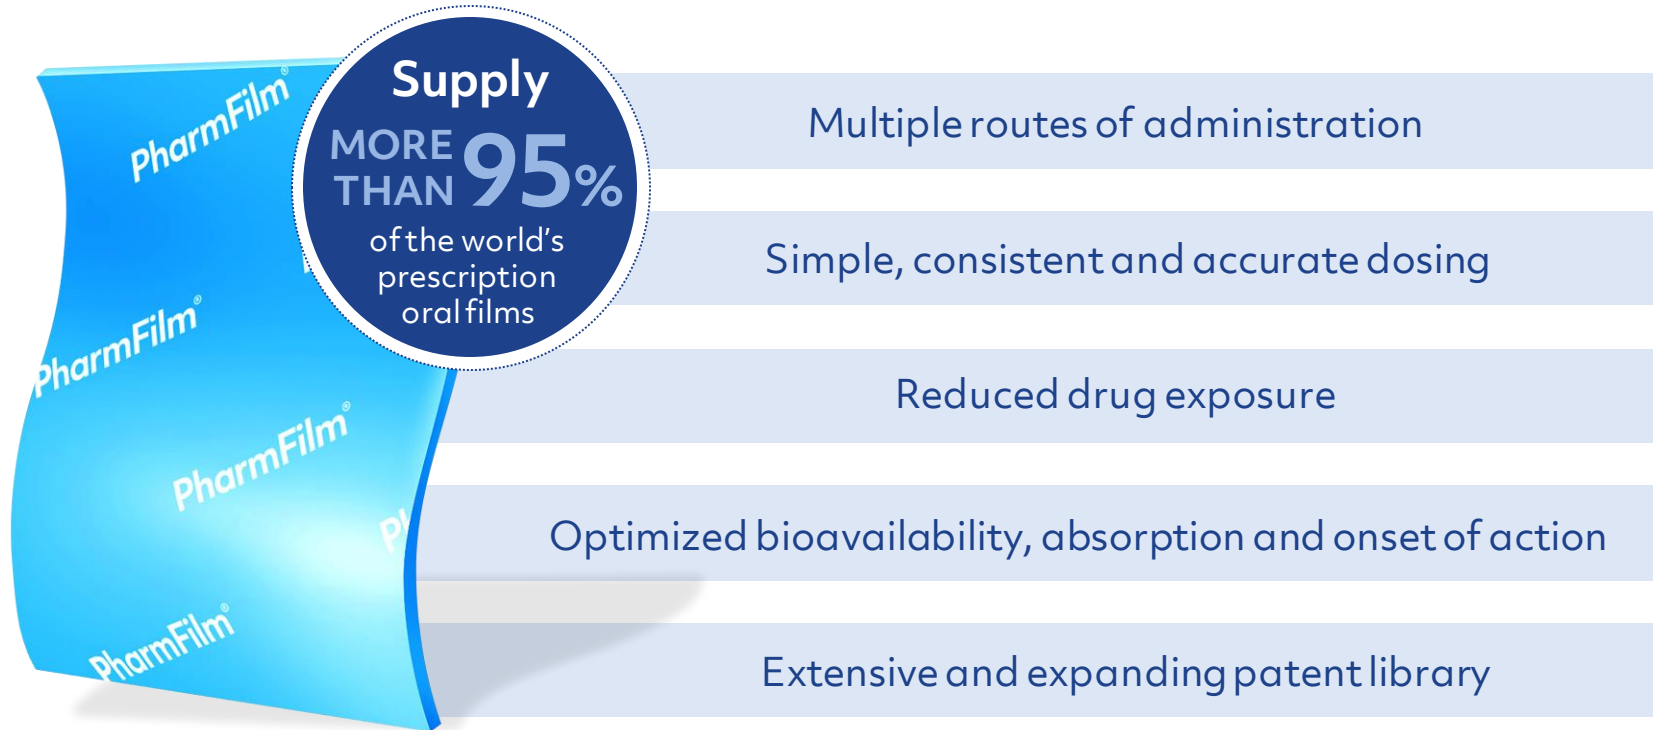 PharmFilm®
Supply
MORE THAN 95%
of the world's
prescription
oral films
PharmFilm®
PharmFilm®
PharmFilm®
Multiple routes of administration
Simple, consistent and accurate dosing
Reduced drug exposure
Optimized bioavailability, absorption and onset of action
Extensive and expanding patent library